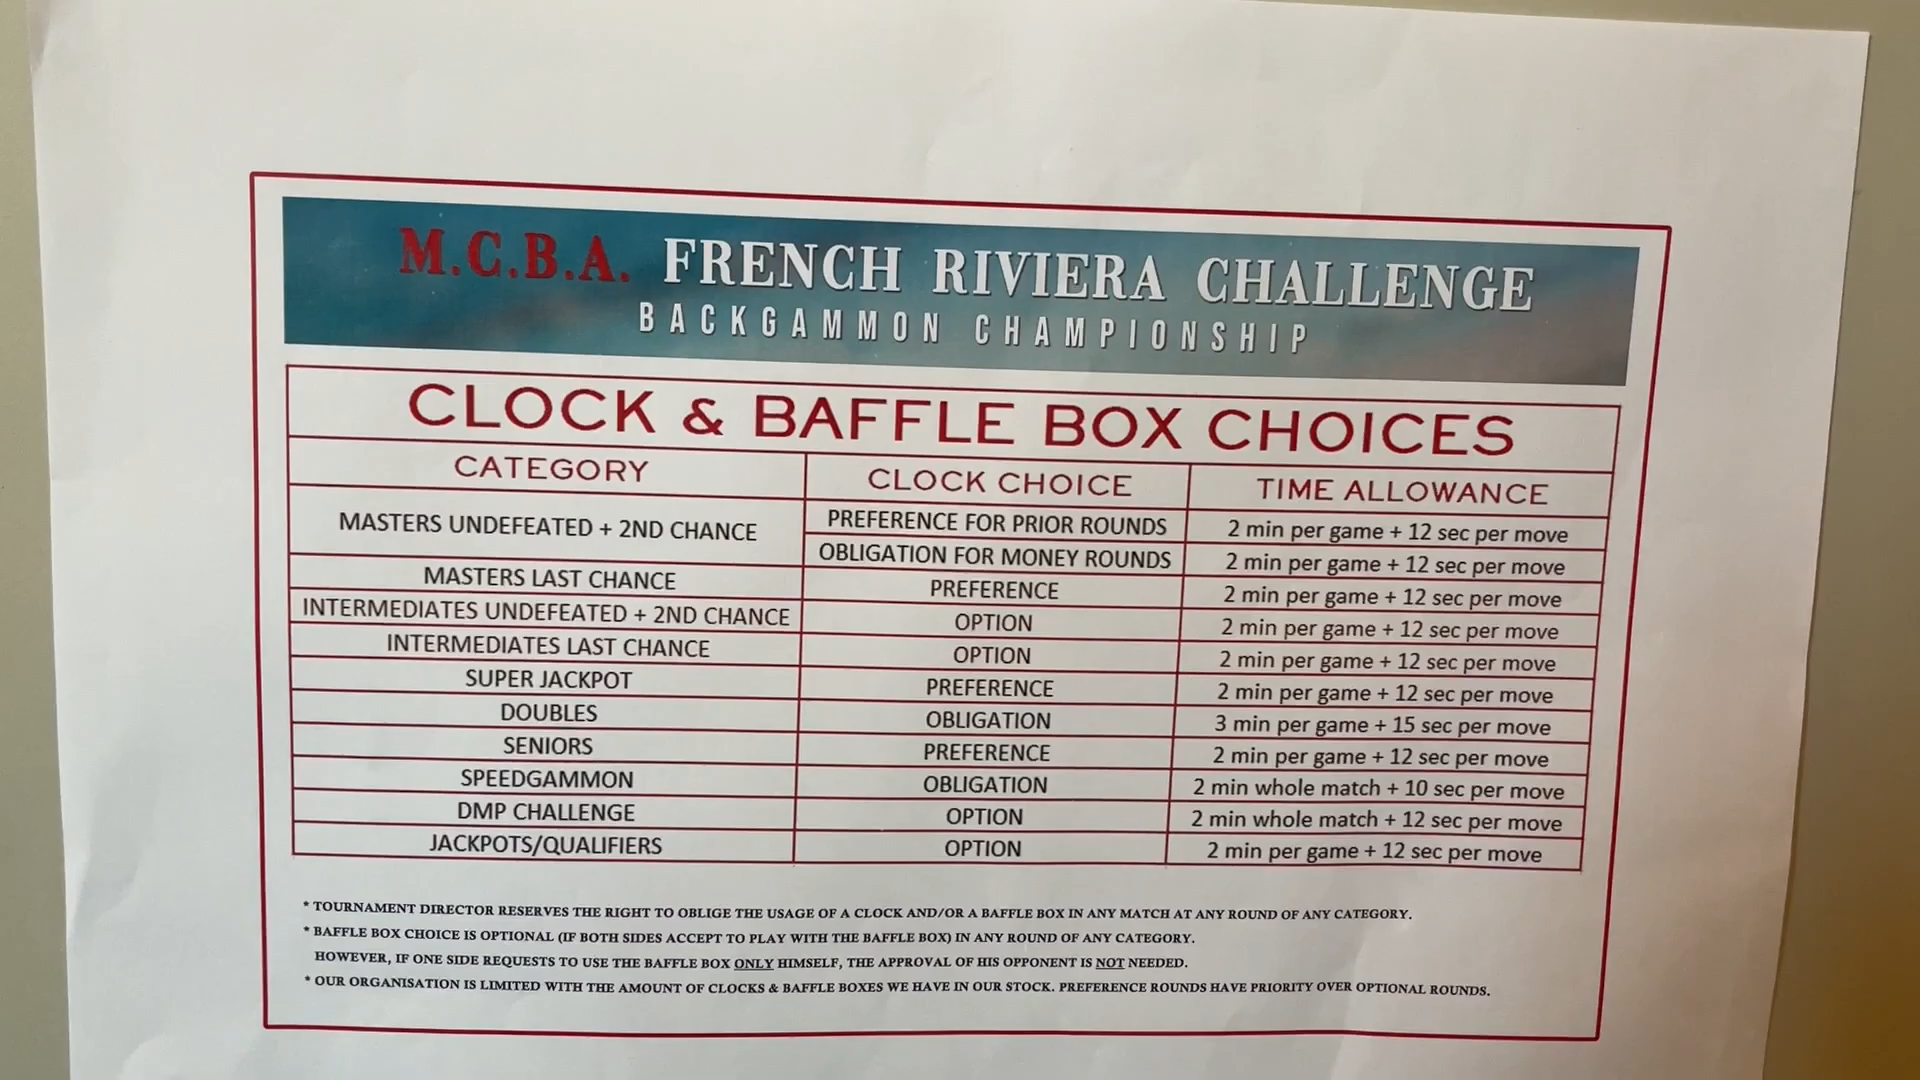 M.C.B.A. FRENCH RIVIERA CHALLENGE
BACKGAMMON CHAMPIONSHIP
CLOCK & BAFFLE BOX CHOICES
CATEGORY CLOCK CHOICE TIME ALLOWANCE
MASTERS UNDEFEATED + 2ND CHANCE PREFERENCE FOR PRIOR ROUNDS 2 min per game + 12 sec per move
OBLIGATION FOR MONEY ROUNDS 2 min per game + 12 sec per move
MASTERS LAST CHANCE PREFERENCE 2 min per game + 12 sec per move
INTERMEDIATES UNDEFEATED + 2ND CHANCE OPTION 2 min per game + 12 sec per move
INTERMEDIATES LAST CHANCE OPTION 2 min per game + 12 sec per move
SUPER JACKPOT PREFERENCE 2 min per game + 12 sec per move
DOUBLES OBLIGATION 3 min per game + 15 sec per move
SENIORS PREFERENCE 2 min per game + 12 sec per move
SPEEDGAMMON OBLIGATION 2 min whole match + 10 sec per move
DMP CHALLENGE OPTION 2 min whole match + 12 sec per move
JACKPOTS/QUALIFIERS OPTION 2 min per game + 12 sec per move
* TOURNAMENT DIRECTOR RESERVES THE RIGHT TO OBLIGE THE USAGE OF A CLOCK AND/OR A BAFFLE BOX IN ANY MATCH AT ANY ROUND OF ANY CATEGORY.
* BAFFLE BOX CHOICE IS OPTIONAL (IF BOTH SIDES ACCEPT TO PLAY WITH THE BAFFLE BOX) IN ANY ROUND OF ANY CATEGORY.
HOWEVER, IF ONE SIDE REQUESTS TO USE THE BAFFLE BOX ONLY HIMSELF, THE APPROVAL OF HIS OPPONENT IS NOT NEEDED.
* OUR ORGANISATION IS LIMITED WITH THE AMOUNT OF CLOCKS & BAFFLE BOXES WE HAVE IN OUR STOCK. PREFERENCE ROUNDS HAVE PRIORITY OVER OPTIONAL ROUNDS.